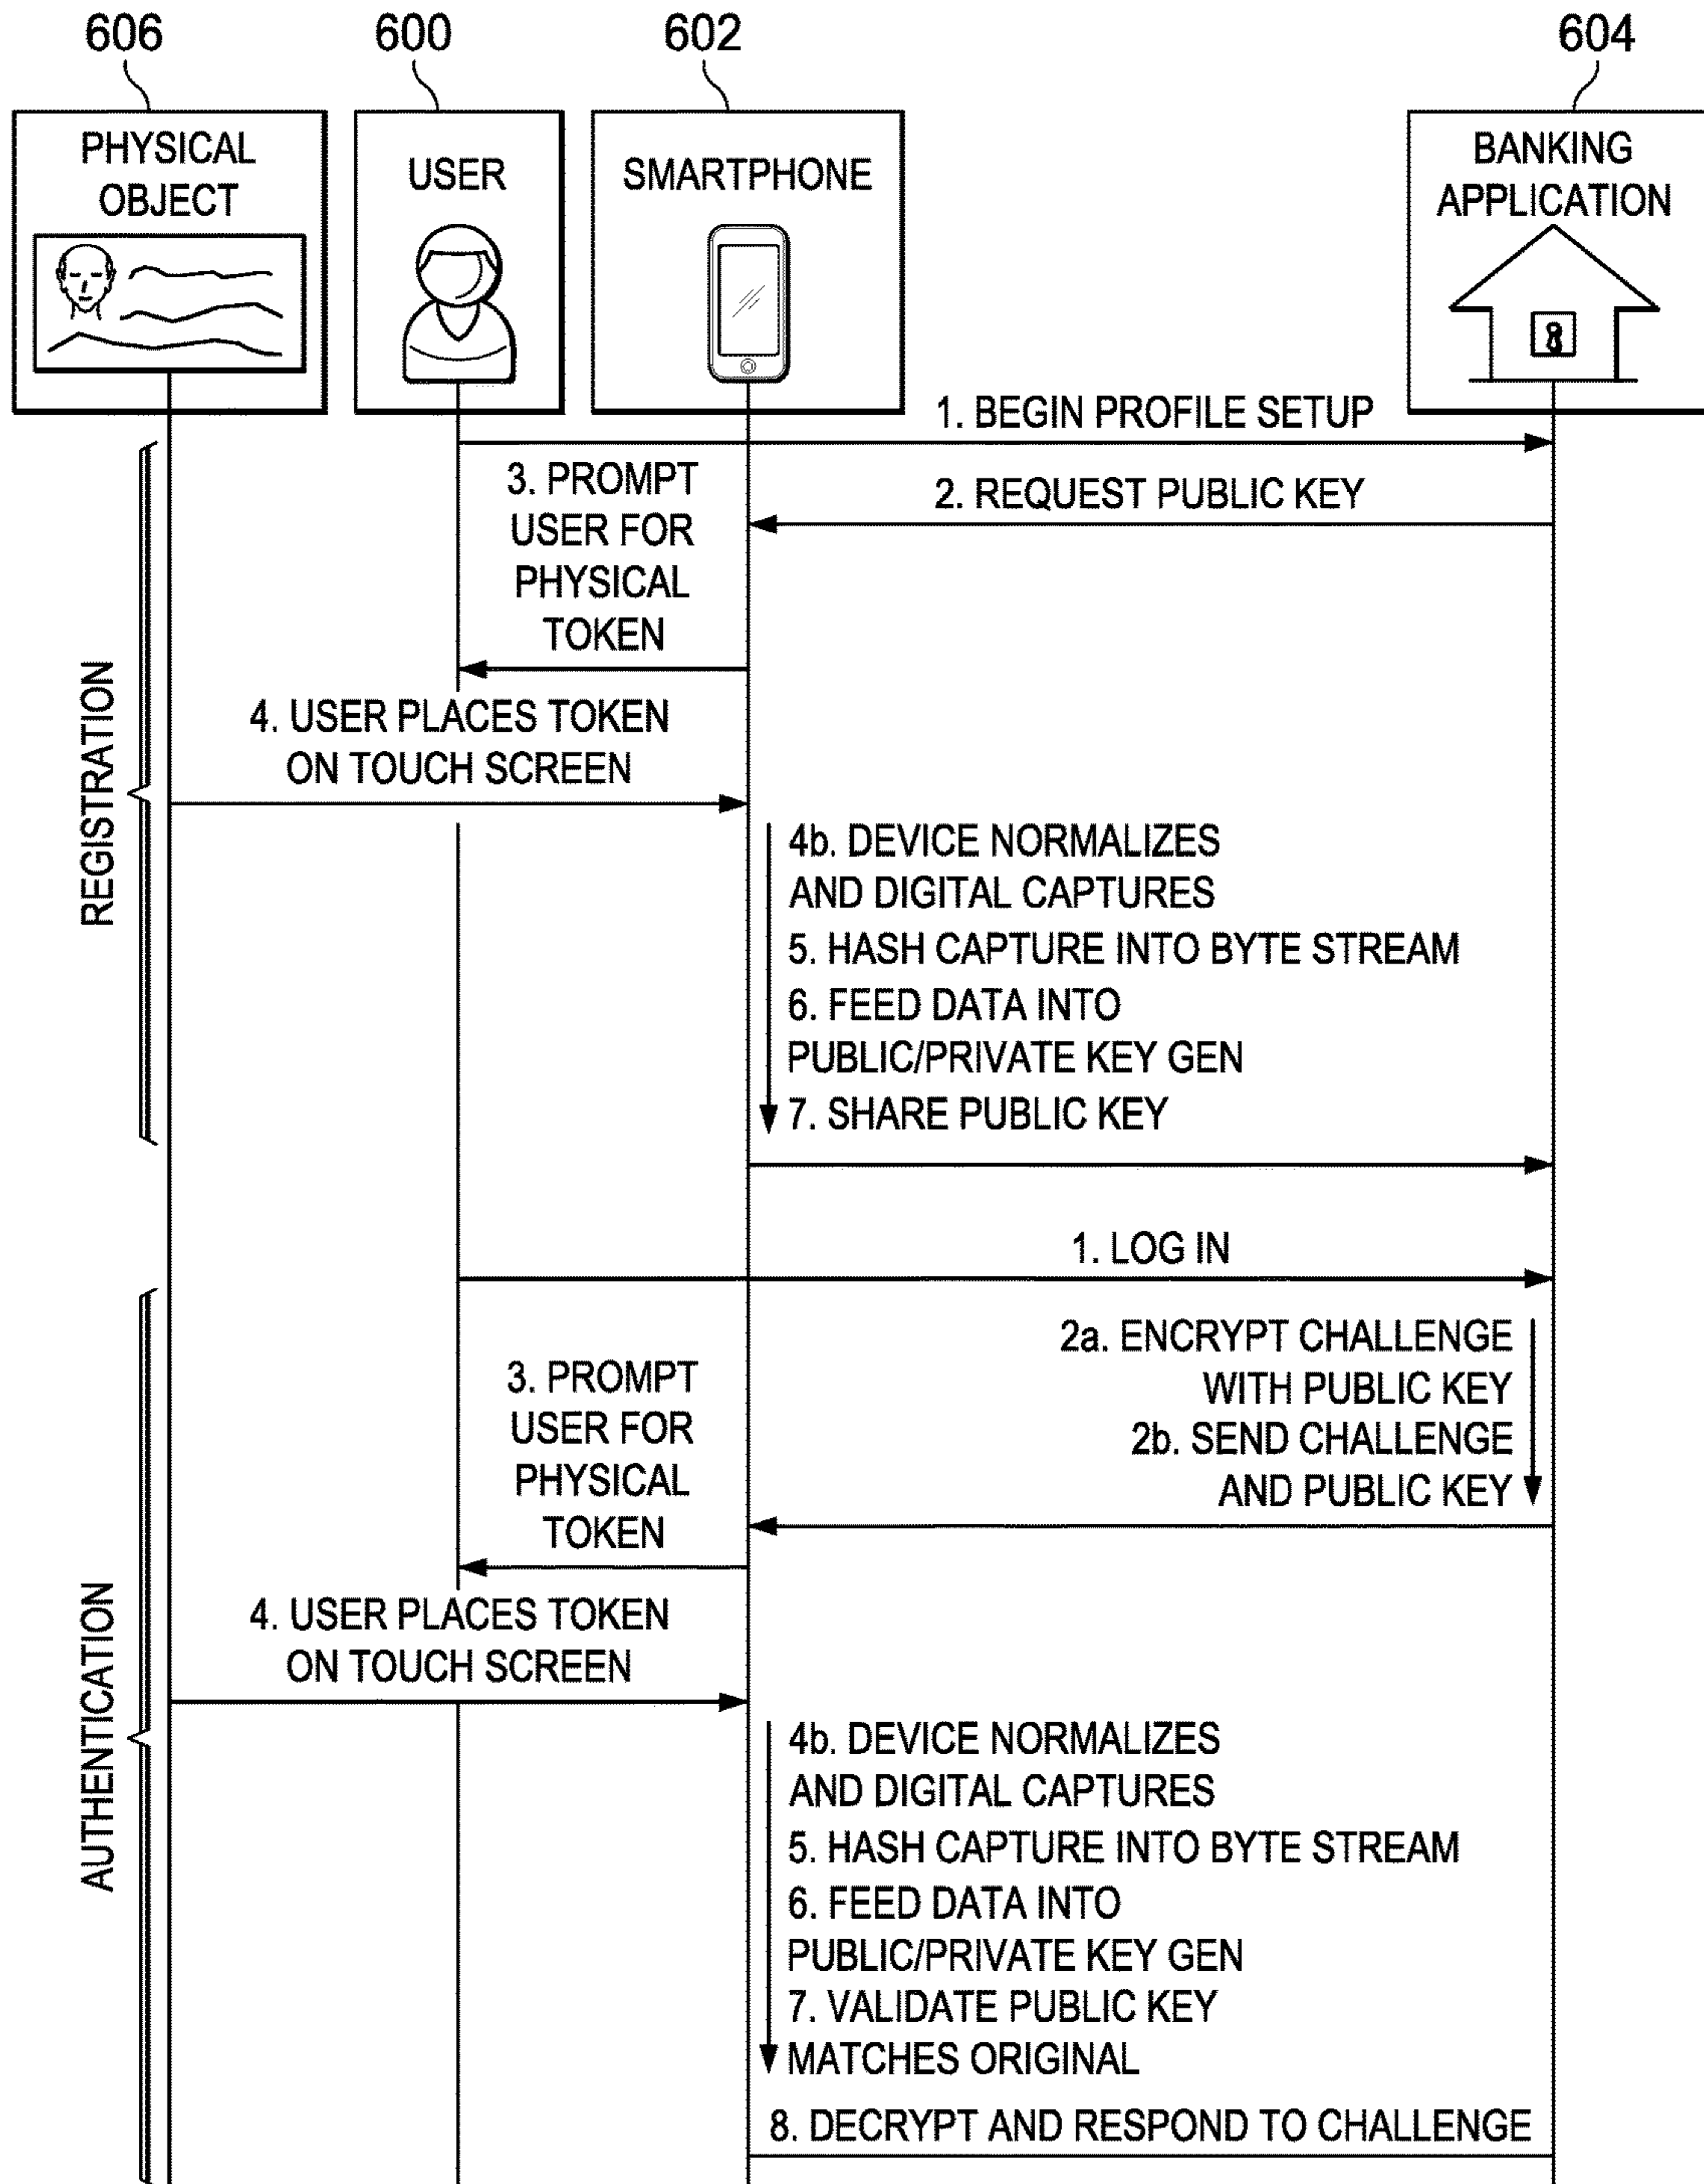 606
600
602
604
PHYSICAL
OBJECT
USER
SMARTPHONE
BANKING
APPLICATION
8
REGISTRATION
1. BEGIN PROFILE SETUP
2. REQUEST PUBLIC KEY
3. PROMPT
USER FOR
PHYSICAL
TOKEN
4. USER PLACES TOKEN
ON TOUCH SCREEN
4b. DEVICE NORMALIZES
AND DIGITAL CAPTURES
5. HASH CAPTURE INTO BYTE STREAM
6. FEED DATA INTO
PUBLIC/PRIVATE KEY GEN
7. SHARE PUBLIC KEY
AUTHENTICATION
1. LOG IN
2a. ENCRYPT CHALLENGE
WITH PUBLIC KEY
2b. SEND CHALLENGE
AND PUBLIC KEY
3. PROMPT
USER FOR
PHYSICAL
TOKEN
4. USER PLACES TOKEN
ON TOUCH SCREEN
4b. DEVICE NORMALIZES
AND DIGITAL CAPTURES
5. HASH CAPTURE INTO BYTE STREAM
6. FEED DATA INTO
PUBLIC/PRIVATE KEY GEN
7. VALIDATE PUBLIC KEY
MATCHES ORIGINAL
8. DECRYPT AND RESPOND TO CHALLENGE